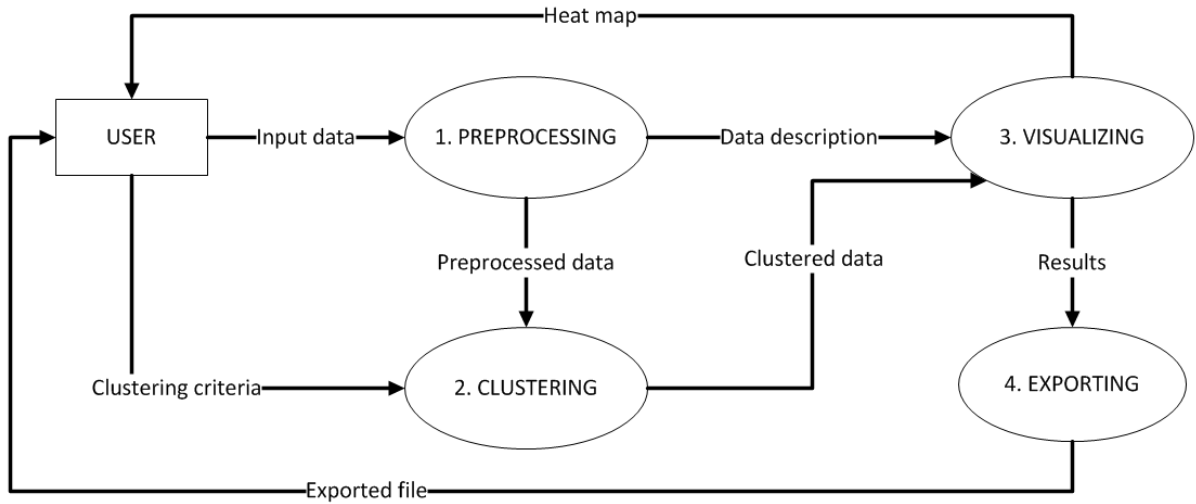 Heat map
USER
Input data
1. PREPROCESSING
Data description
3. VISUALIZING
Preprocessed data
Clustered data
Results
Clustering criteria
2. CLUSTERING
4. EXPORTING
Exported file